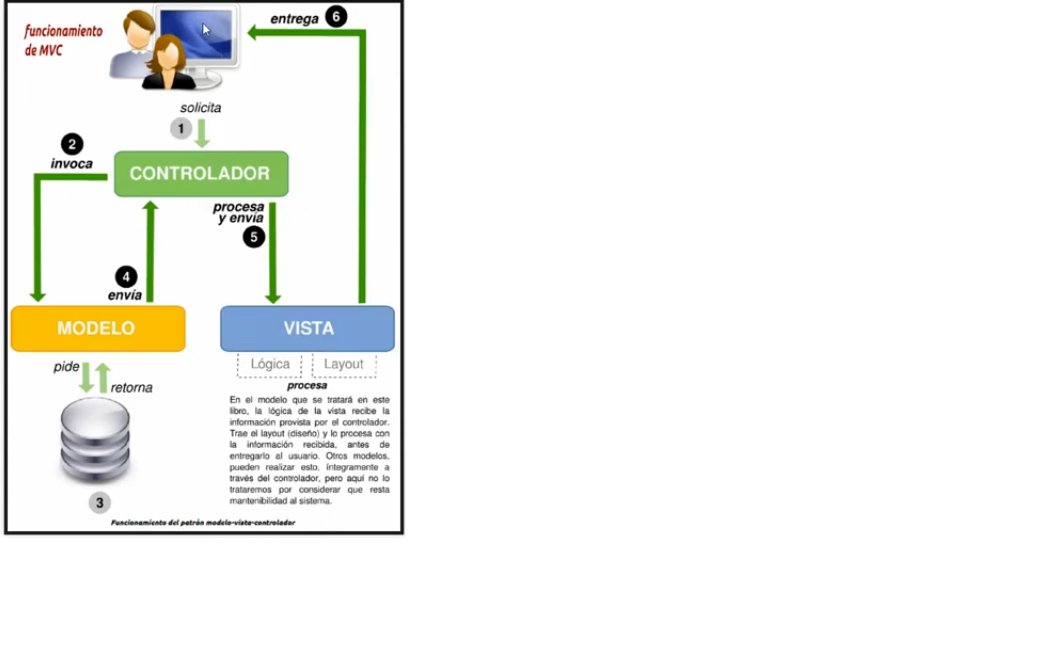 funcionamiento
de MVC
entrega 6
solicita
1
2
invoca
CONTROLADOR
procesa
y envía
5
4
envía
MODELO
VISTA
Lógica
Layout
pide
retorna
procesa
En el modelo que se tratará en este
libro, la lógica de la vista recibe la
información provista por el controlador.
Trae el layout (diseño) y lo procesa con
la información recibida, antes de
entregarlo al usuario. Otros modelos,
pueden realizar esto, íntegramente a
través del controlador, pero aquí no lo
trataremos por considerar que resta
mantenibilidad al sistema.
3
Funcionamiento del patrón modelo-vista-controlador